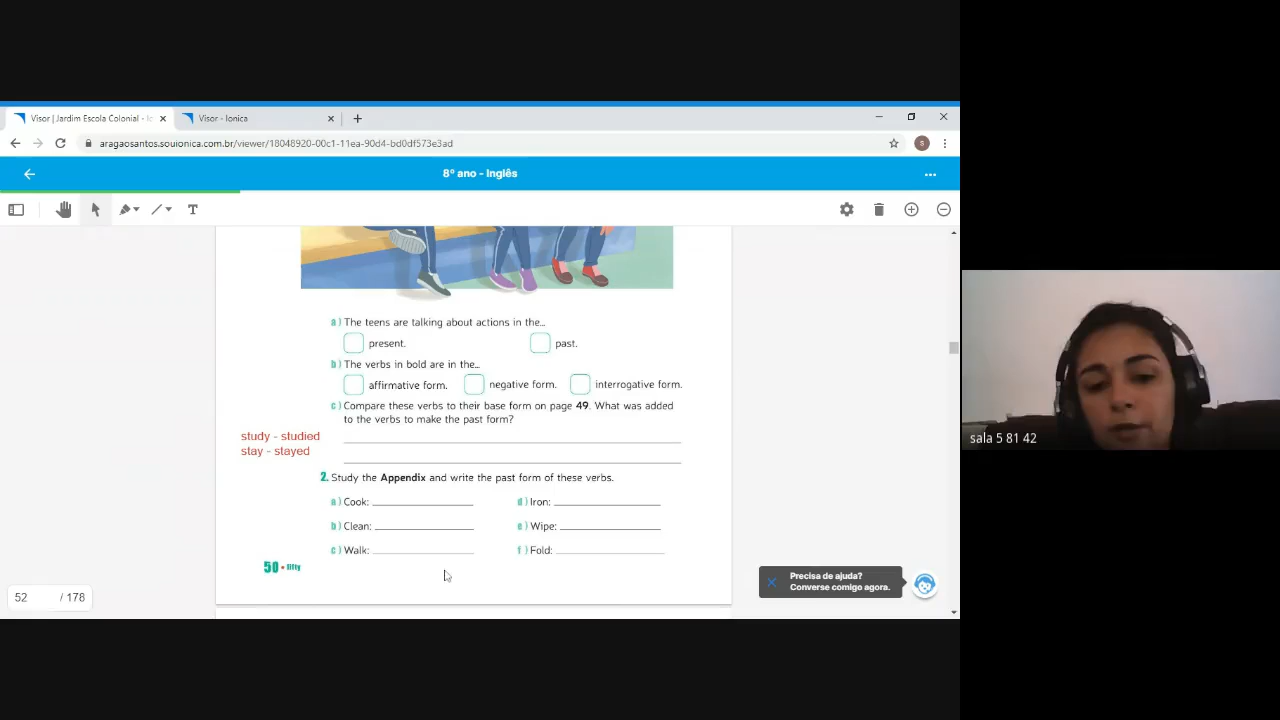 Visor | Jardim Escola Colonial - Io
Visor - Ionica
aragaosantos.souionica.com.br/viewer/18048920-00c1-11ea-90d4-bd0df573e3ad
S
8º ano - Inglês
T
a) The teens are talking about actions in the...
present. past.
b) The verbs in bold are in the...
affirmative form. negative form. interrogative form.
c) Compare these verbs to their base form on page 49. What was added
to the verbs to make the past form?
study - studied
stay - stayed
2. Study the Appendix and write the past form of these verbs.
a) Cook: d) Iron:
b) Clean: e) Wipe:
c) Walk: f) Fold:
50 • fifty
52 / 178
Precisa de ajuda?
Converse comigo agora.
sala 5 81 42